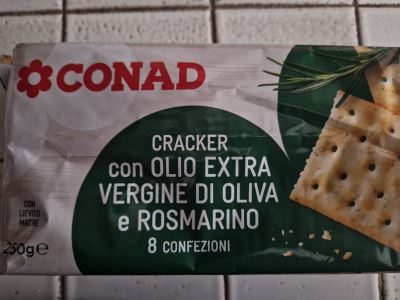 CONAD
CRACKER
con OLIO EXTRA
VERGINE DI OLIVA
e ROSMARINO
8 CONFEZIONI
CON
LIEVITO
MADRE
250g e